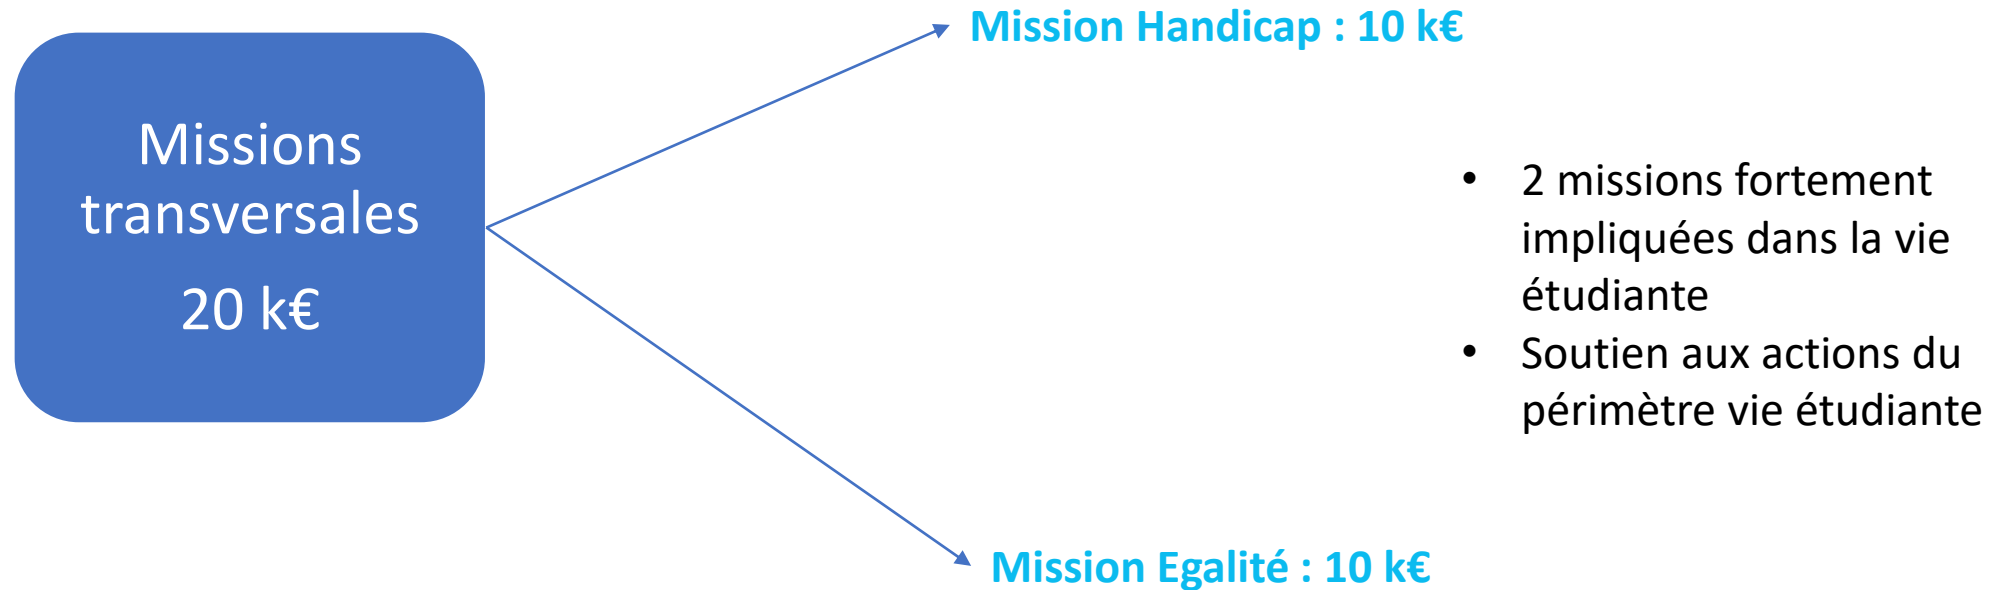 Missions
transversales
20 k€
Mission Handicap : 10 k€
• 2 missions fortement
impliquées dans la vie
étudiante
• Soutien aux actions du
périmètre vie étudiante
Mission Egalité : 10 k€